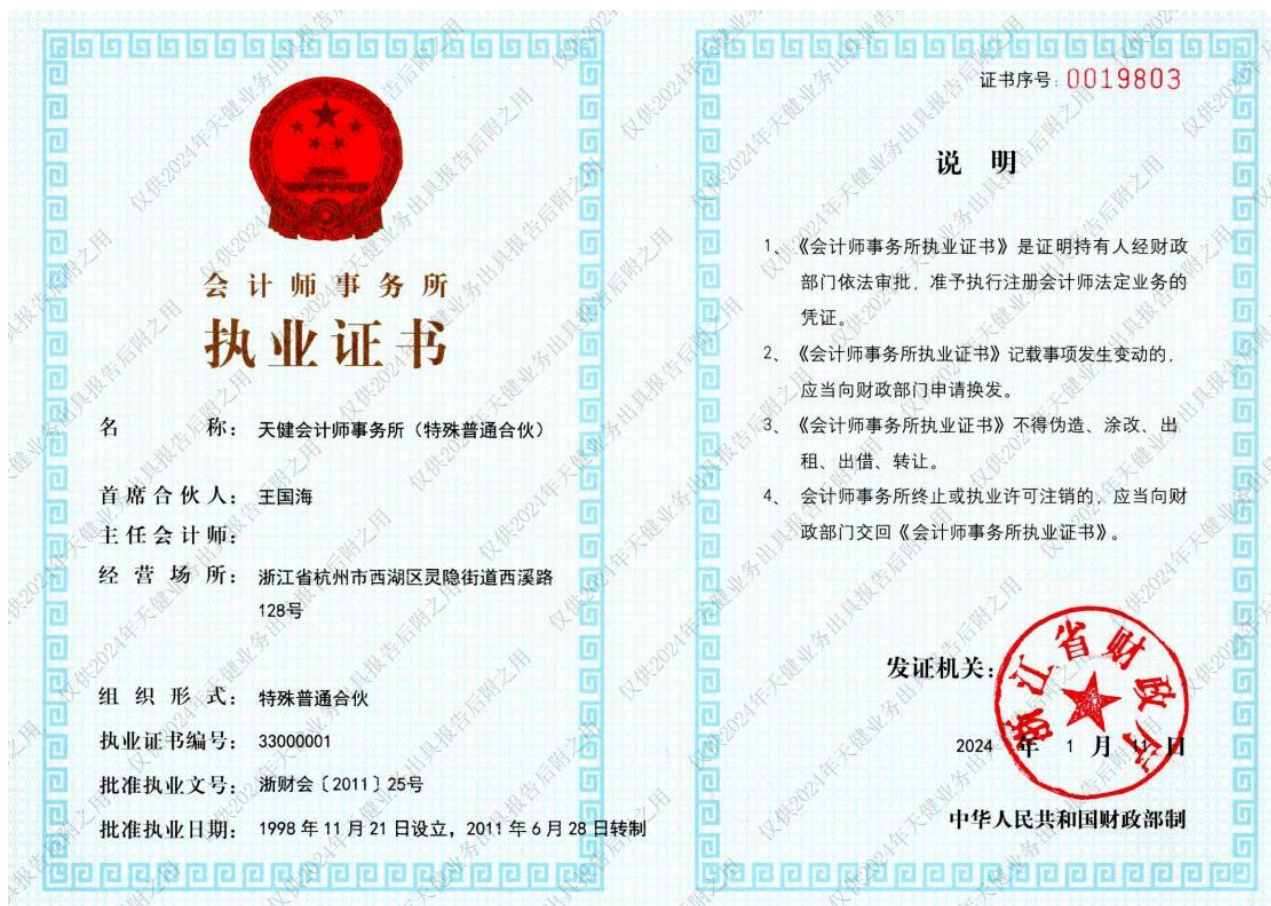 会计师事务所
执业证书
名 称: 天健会计师事务所（特殊普通合伙）
首席合伙人: 王国海
主任会计师:
经营场所: 浙江省杭州市西湖区灵隐街道西溪路
128号
组织形式: 特殊普通合伙
执业证书编号: 33000001
批准执业文号: 浙财会〔2011〕25号
批准执业日期: 1998年11月21日设立，2011年6月28日转制
证书序号: 0019803
说 明
1、《会计师事务所执业证书》是证明持有人经财政
部门依法审批，准予执行注册会计师法定业务的
凭证。
2、《会计师事务所执业证书》记载事项发生变动的，
应当向财政部门申请换发。
3、《会计师事务所执业证书》不得伪造、涂改、出
租、出借、转让。
4、会计师事务所终止或执业许可注销的，应当向财
政部门交回《会计师事务所执业证书》。
发证机关:
浙江省财政厅
2024 年 1 月 11 日
中华人民共和国财政部制
仅供2024年天健业务出具报告后附之用